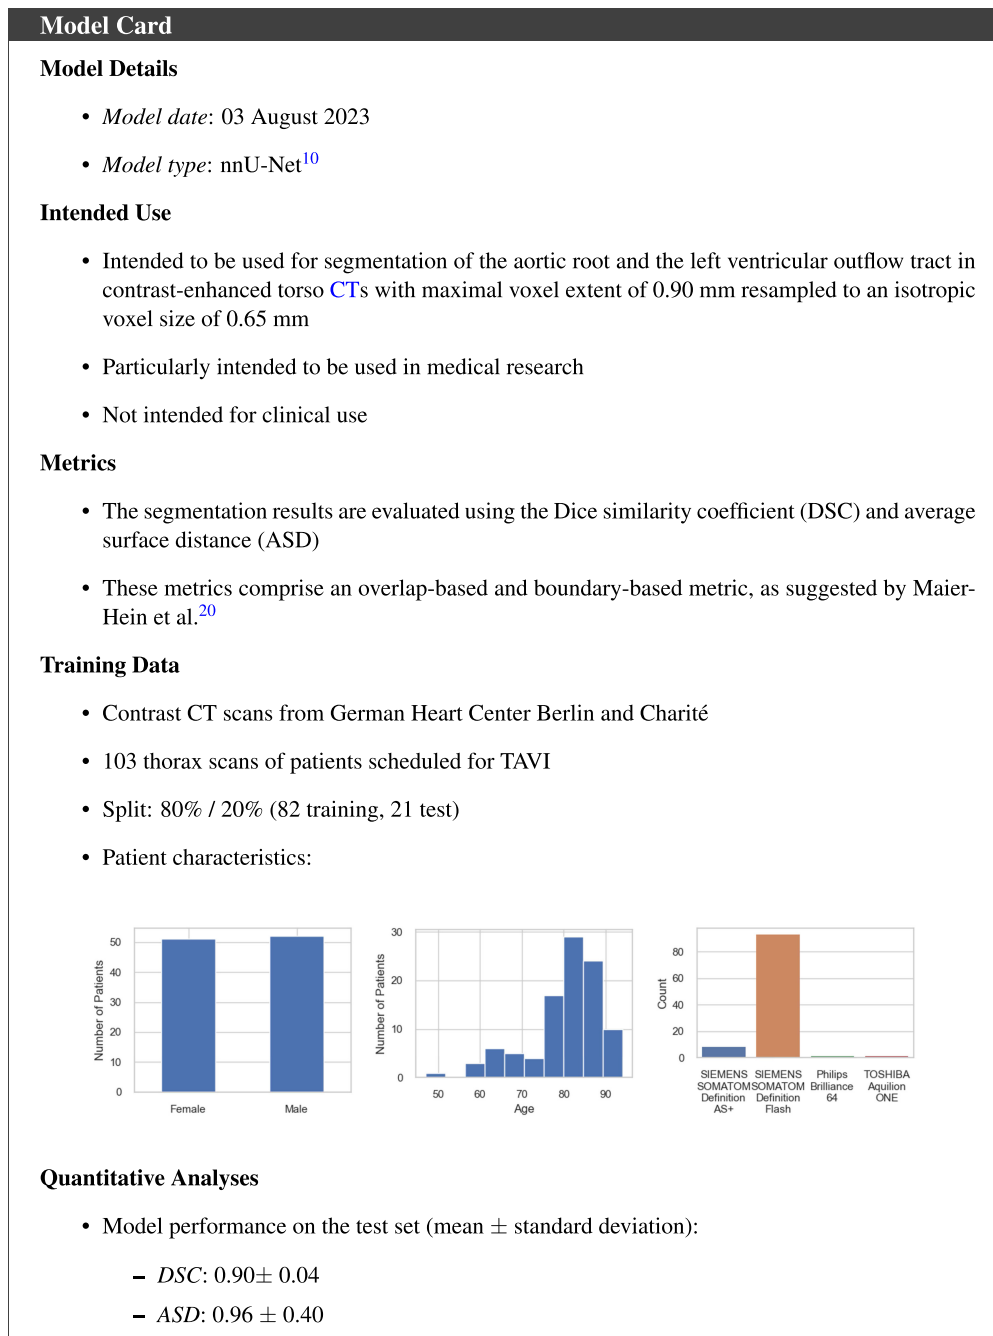 Model Card
Model Details
• Model date: 03 August 2023
• Model type: nnU-Net10
Intended Use
• Intended to be used for segmentation of the aortic root and the left ventricular outflow tract in
contrast-enhanced torso CTs with maximal voxel extent of 0.90 mm resampled to an isotropic
voxel size of 0.65 mm
• Particularly intended to be used in medical research
• Not intended for clinical use
Metrics
• The segmentation results are evaluated using the Dice similarity coefficient (DSC) and average
surface distance (ASD)
• These metrics comprise an overlap-based and boundary-based metric, as suggested by Maier-
Hein et al.20
Training Data
• Contrast CT scans from German Heart Center Berlin and Charité
• 103 thorax scans of patients scheduled for TAVI
• Split: 80% / 20% (82 training, 21 test)
• Patient characteristics:
Number of Patients
50
40
30
20
10
0
Female Male
Number of Patients
30
20
10
0
50 60 70 80 90
Age
Count
80
60
40
20
0
SIEMENS
SOMATOM
Definition
AS+
SIEMENS
SOMATOM
Definition
Flash
Philips
Brilliance
64
TOSHIBA
Aquilion
ONE
Quantitative Analyses
• Model performance on the test set (mean ± standard deviation):
– DSC: 0.90± 0.04
– ASD: 0.96 ± 0.40